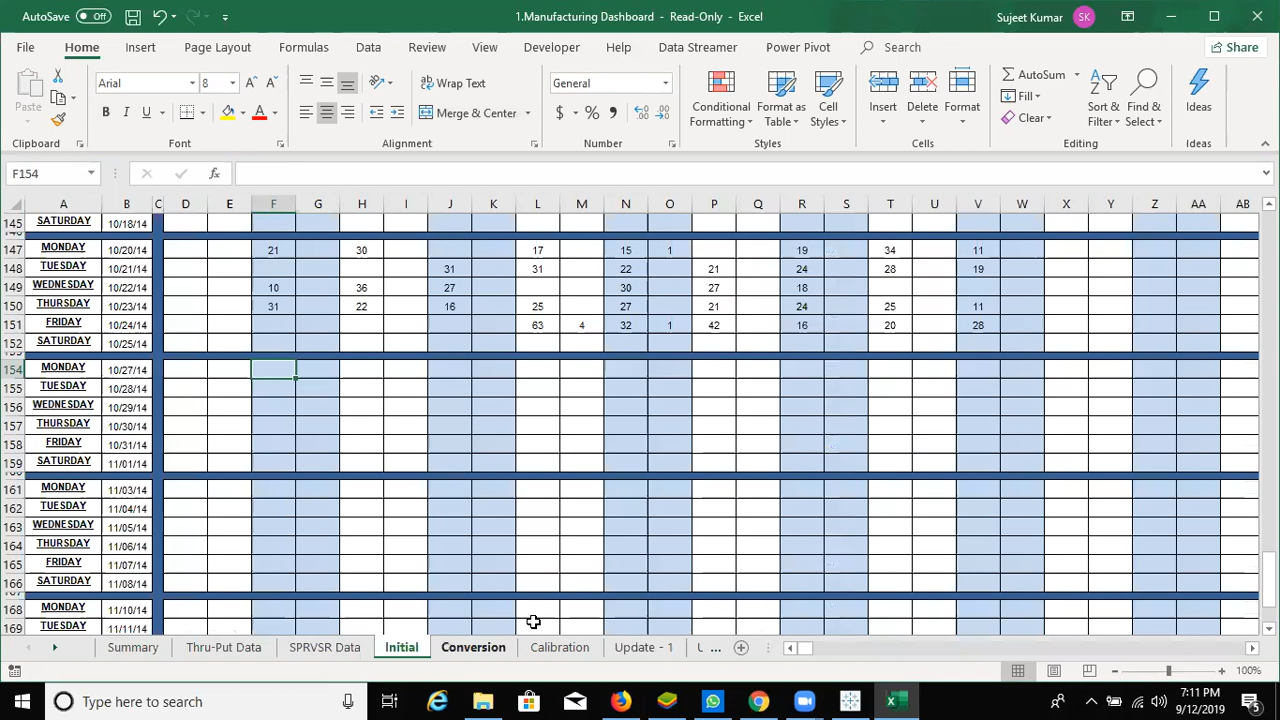 AutoSave Off 1.Manufacturing Dashboard - Read-Only - Excel Sujeet Kumar SK
File Home Insert Page Layout Formulas Data Review View Developer Help Data Streamer Power Pivot Search Share
Paste Arial 8 Wrap Text General Conditional Formatting Format as Table Cell Styles Insert Delete Format AutoSum Fill Clear Sort & Filter Find & Select Ideas
B I U A Merge & Center $ % ,
Clipboard Font Alignment Number Styles Cells Editing Ideas
F154 fx
A B C D E F G H I J K L M N O P Q R S T U V W X Y Z AA AB
145 SATURDAY 10/18/14
147 MONDAY 10/20/14 21 30 17 15 1 19 34 11
148 TUESDAY 10/21/14 31 31 22 21 24 28 19
149 WEDNESDAY 10/22/14 10 36 27 30 27 18
150 THURSDAY 10/23/14 31 22 16 25 27 21 24 25 11
151 FRIDAY 10/24/14 63 4 32 1 42 16 20 28
152 SATURDAY 10/25/14
154 MONDAY 10/27/14
155 TUESDAY 10/28/14
156 WEDNESDAY 10/29/14
157 THURSDAY 10/30/14
158 FRIDAY 10/31/14
159 SATURDAY 11/01/14
161 MONDAY 11/03/14
162 TUESDAY 11/04/14
163 WEDNESDAY 11/05/14
164 THURSDAY 11/06/14
165 FRIDAY 11/07/14
166 SATURDAY 11/08/14
168 MONDAY 11/10/14
169 TUESDAY 11/11/14
Summary Thru-Put Data SPRVSR Data Initial Conversion Calibration Update - 1 U ...
100%
Type here to search 7:11 PM
9/12/2019 5